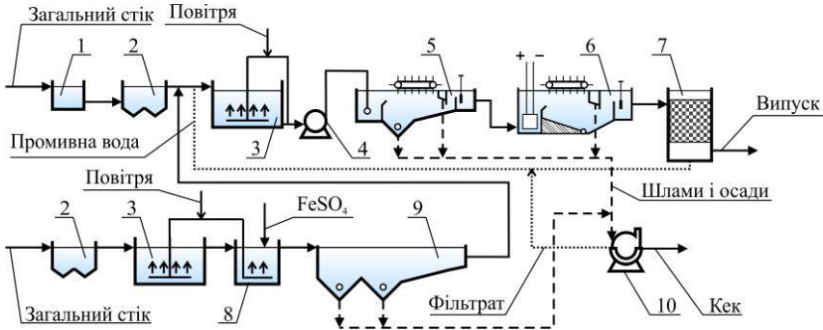 Загальний стік
Повітря
1
2
3
4
5
+ −
6
7
Випуск
Промивна вода
Повітря
FeSO₄
Шлами і осади
2
3
8
9
Загальний стік
Фільтрат
10
Кек